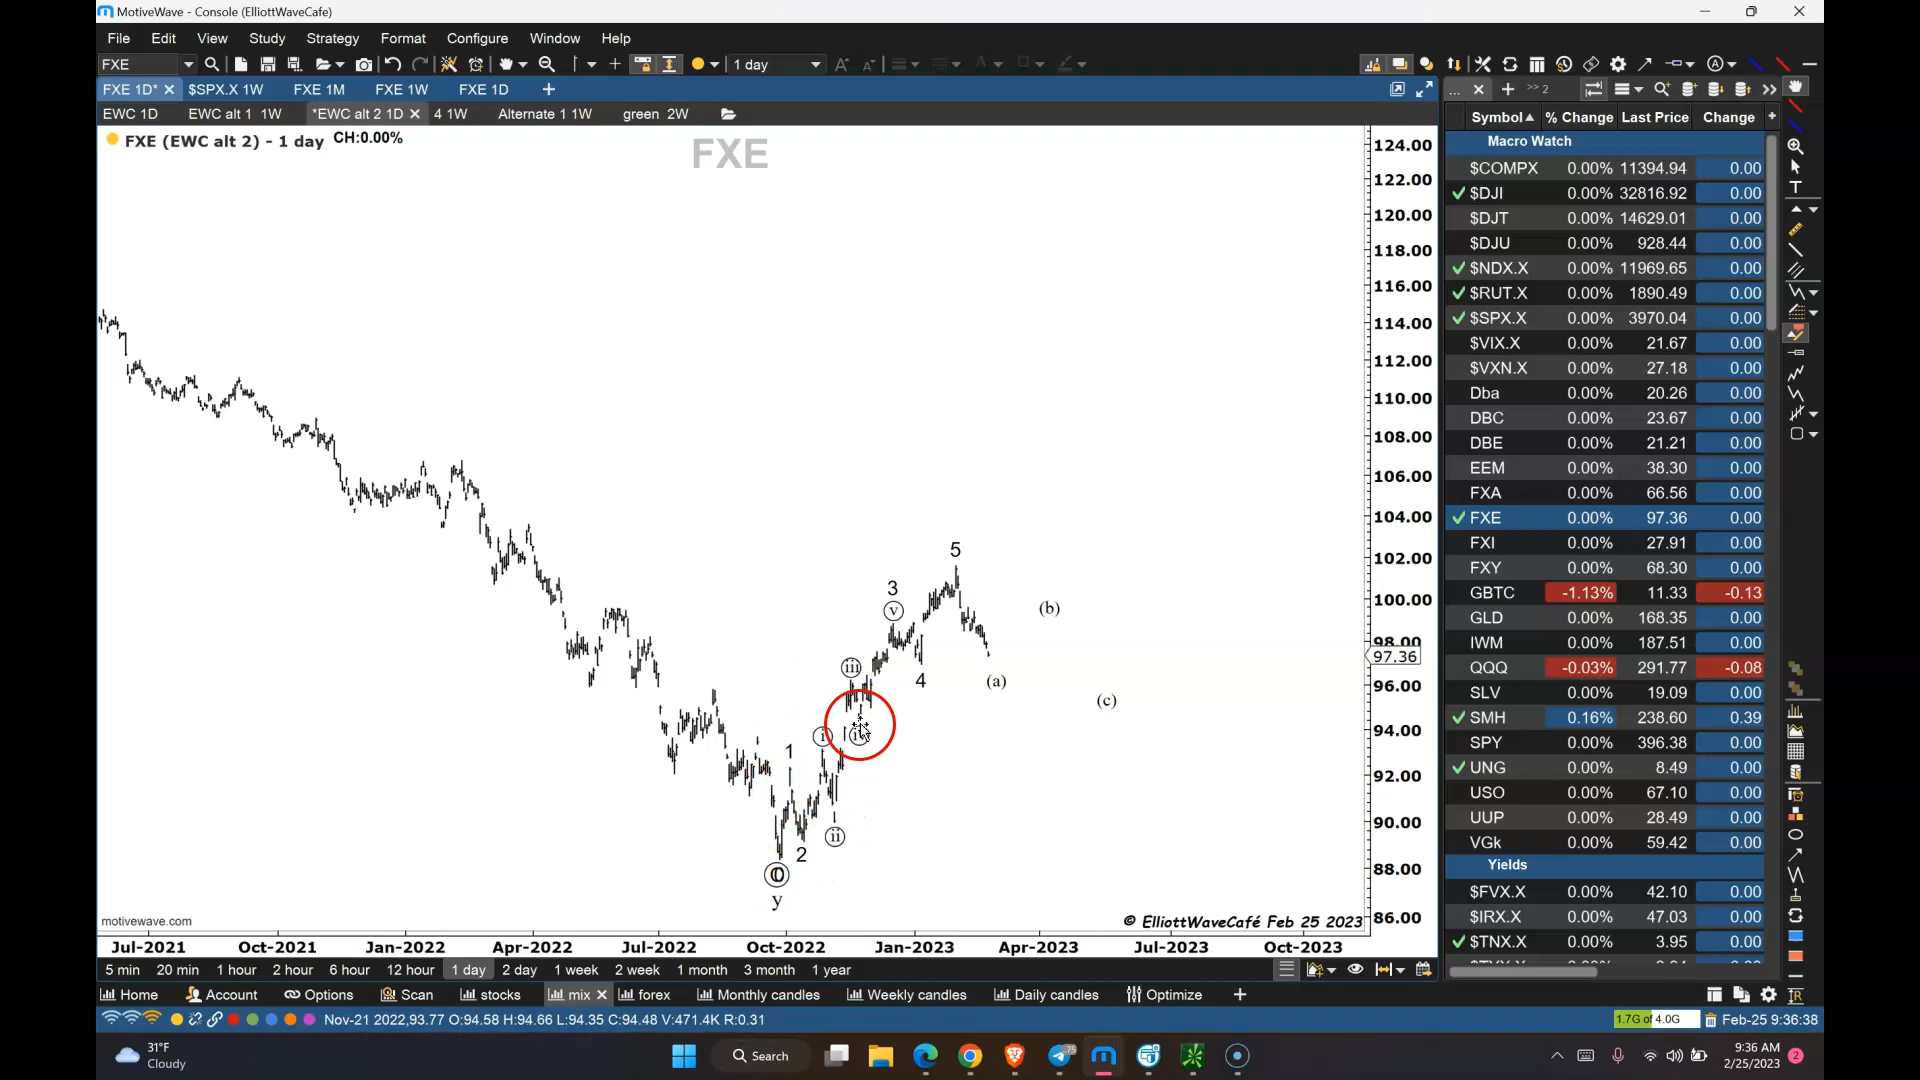 MotiveWave - Console (ElliottWaveCafe)
File Edit View Study Strategy Format Configure Window Help
FXE 1 day
FXE 1D* $SPX.X 1W FXE 1M FXE 1W FXE 1D
EWC 1D EWC alt 1 1W *EWC alt 2 1D 4 1W Alternate 1 1W green 2W
FXE (EWC alt 2) - 1 day CH:0.00%
FXE
124.00
122.00
120.00
118.00
116.00
114.00
112.00
110.00
108.00
106.00
104.00
102.00
100.00
98.00
97.36
96.00
94.00
92.00
90.00
88.00
86.00
5
3
v
(b)
iii
4
(a)
(c)
i
1
2
ii
y
motivewave.com
© ElliottWaveCafé Feb 25 2023
Jul-2021 Oct-2021 Jan-2022 Apr-2022 Jul-2022 Oct-2022 Jan-2023 Apr-2023 Jul-2023 Oct-2023
... >> 2
Symbol % Change Last Price Change
Macro Watch
$COMPX 0.00% 11394.94 0.00
$DJI 0.00% 32816.92 0.00
$DJT 0.00% 14629.01 0.00
$DJU 0.00% 928.44 0.00
$NDX.X 0.00% 11969.65 0.00
$RUT.X 0.00% 1890.49 0.00
$SPX.X 0.00% 3970.04 0.00
$VIX.X 0.00% 21.67 0.00
$VXN.X 0.00% 27.18 0.00
Dba 0.00% 20.26 0.00
DBC 0.00% 23.67 0.00
DBE 0.00% 21.21 0.00
EEM 0.00% 38.30 0.00
FXA 0.00% 66.56 0.00
FXE 0.00% 97.36 0.00
FXI 0.00% 27.91 0.00
FXY 0.00% 68.30 0.00
GBTC -1.13% 11.33 -0.13
GLD 0.00% 168.35 0.00
IWM 0.00% 187.51 0.00
QQQ -0.03% 291.77 -0.08
SLV 0.00% 19.09 0.00
SMH 0.16% 238.60 0.39
SPY 0.00% 396.38 0.00
UNG 0.00% 8.49 0.00
USO 0.00% 67.10 0.00
UUP 0.00% 28.49 0.00
VGk 0.00% 59.42 0.00
Yields
$FVX.X 0.00% 42.10 0.00
$IRX.X 0.00% 47.03 0.00
$TNX.X 0.00% 3.95 0.00
5 min 20 min 1 hour 2 hour 6 hour 12 hour 1 day 2 day 1 week 2 week 1 month 3 month 1 year
Home Account Options Scan stocks mix forex Monthly candles Weekly candles Daily candles Optimize
Nov-21 2022,93.77 O:94.58 H:94.66 L:94.35 C:94.48 V:471.4K R:0.31
1.7G of 4.0G Feb-25 9:36:38
31°F
Cloudy
Search
75
9:36 AM
2/25/2023
2